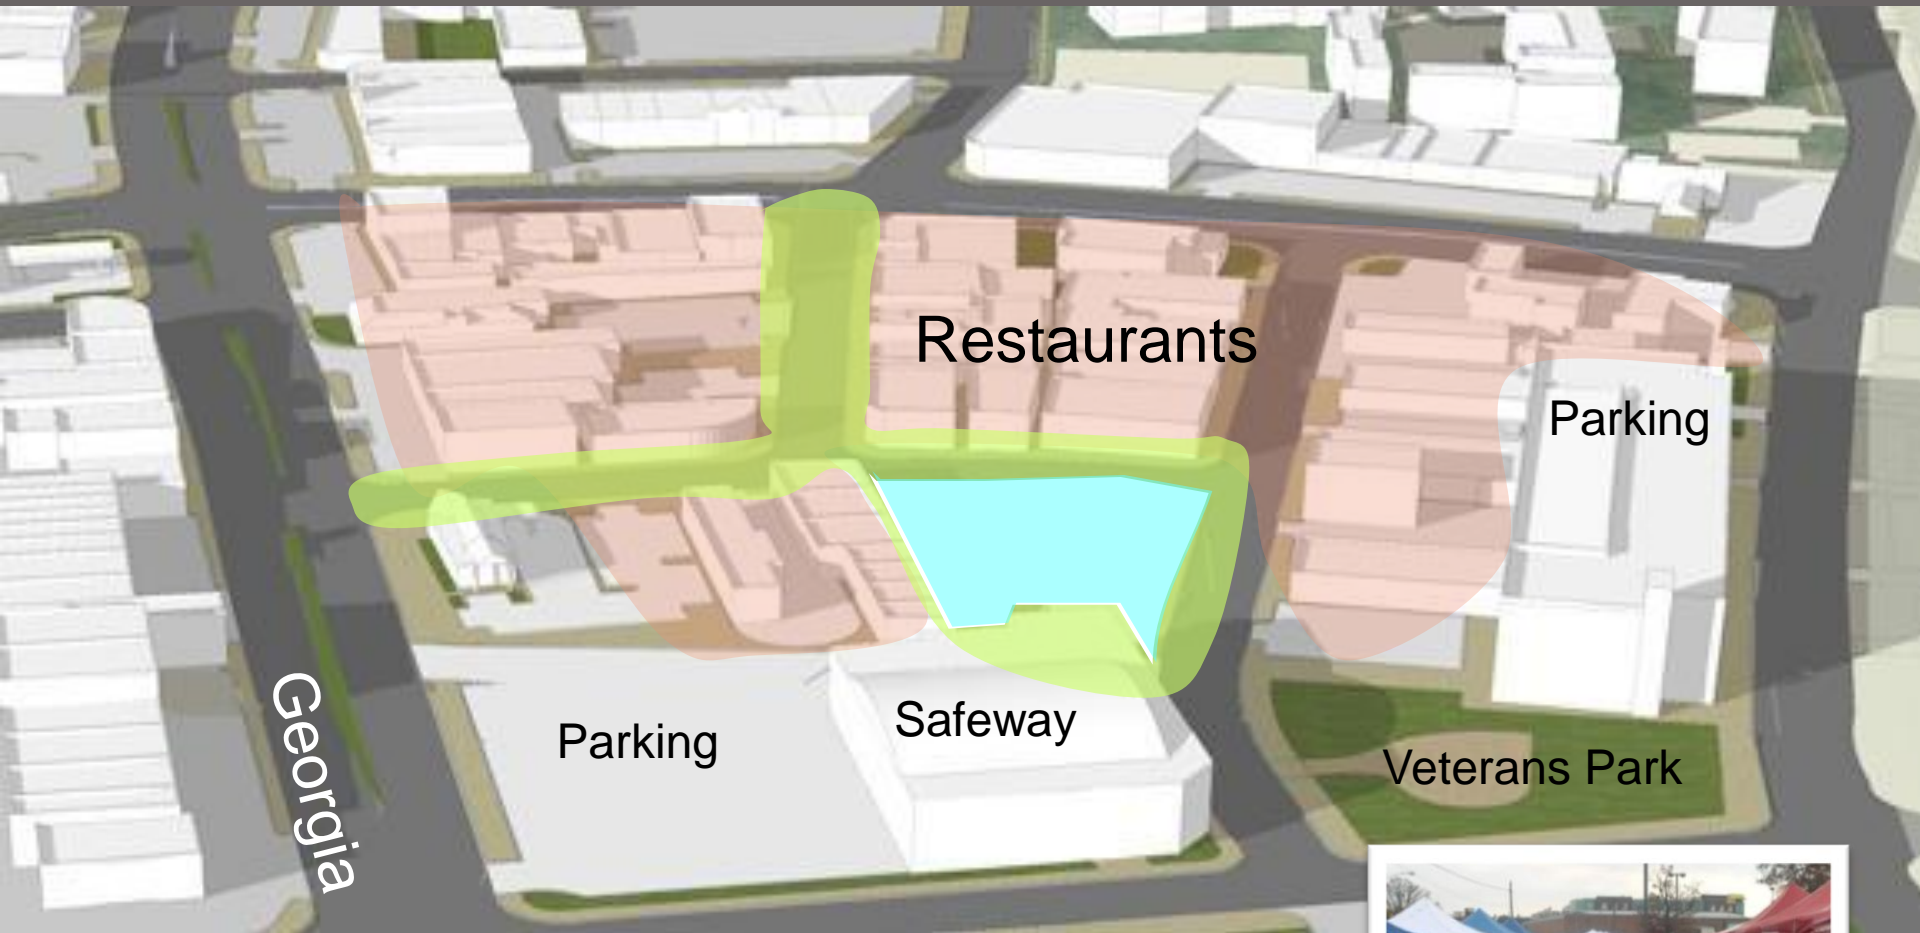 Restaurants
Parking
Georgia
Parking
Safeway
Veterans Park